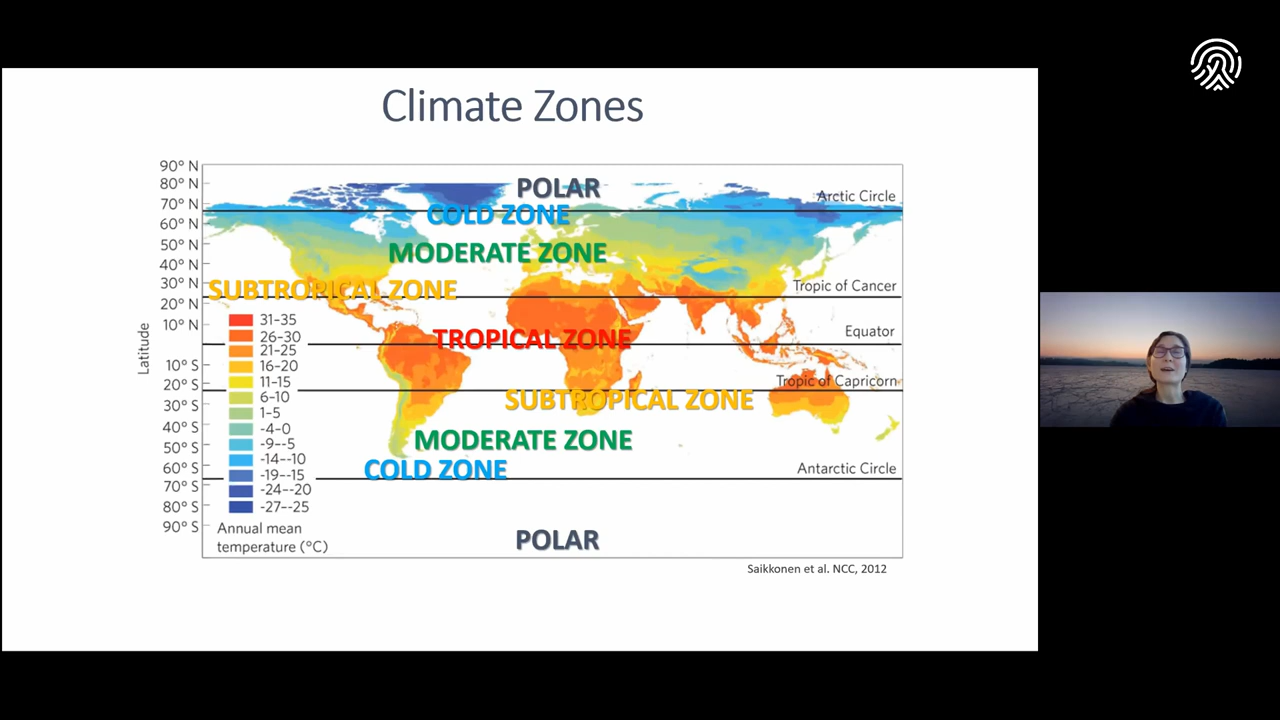 Climate Zones
90° N
80° N
70° N
60° N
50° N
40° N
30° N
20° N
10° N
10° S
20° S
30° S
40° S
50° S
60° S
70° S
80° S
90° S
Latitude
POLAR
Arctic Circle
COLD ZONE
MODERATE ZONE
SUBTROPICAL ZONE
Tropic of Cancer
TROPICAL ZONE
Equator
Tropic of Capricorn
SUBTROPICAL ZONE
MODERATE ZONE
COLD ZONE
Antarctic Circle
POLAR
31–35
26–30
21–25
16–20
11–15
6–10
1–5
-4–0
-9–-5
-14–-10
-19–-15
-24–-20
-27–-25
Annual mean
temperature (°C)
Saikkonen et al. NCC, 2012